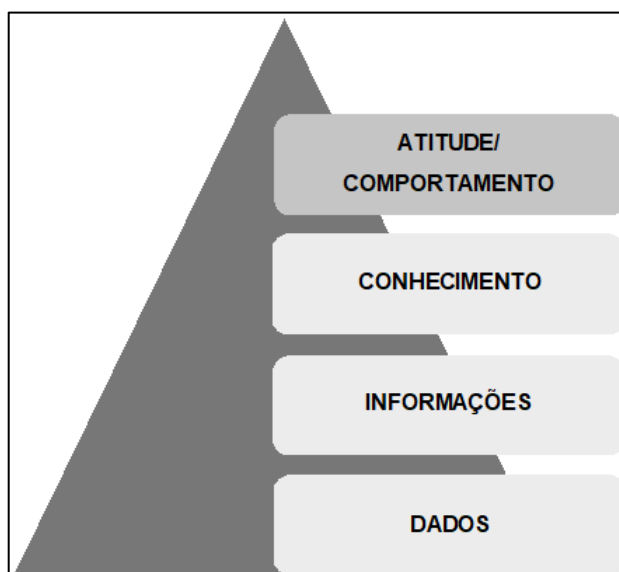 ATITUDE/
COMPORTAMENTO
CONHECIMENTO
INFORMAÇÕES
DADOS